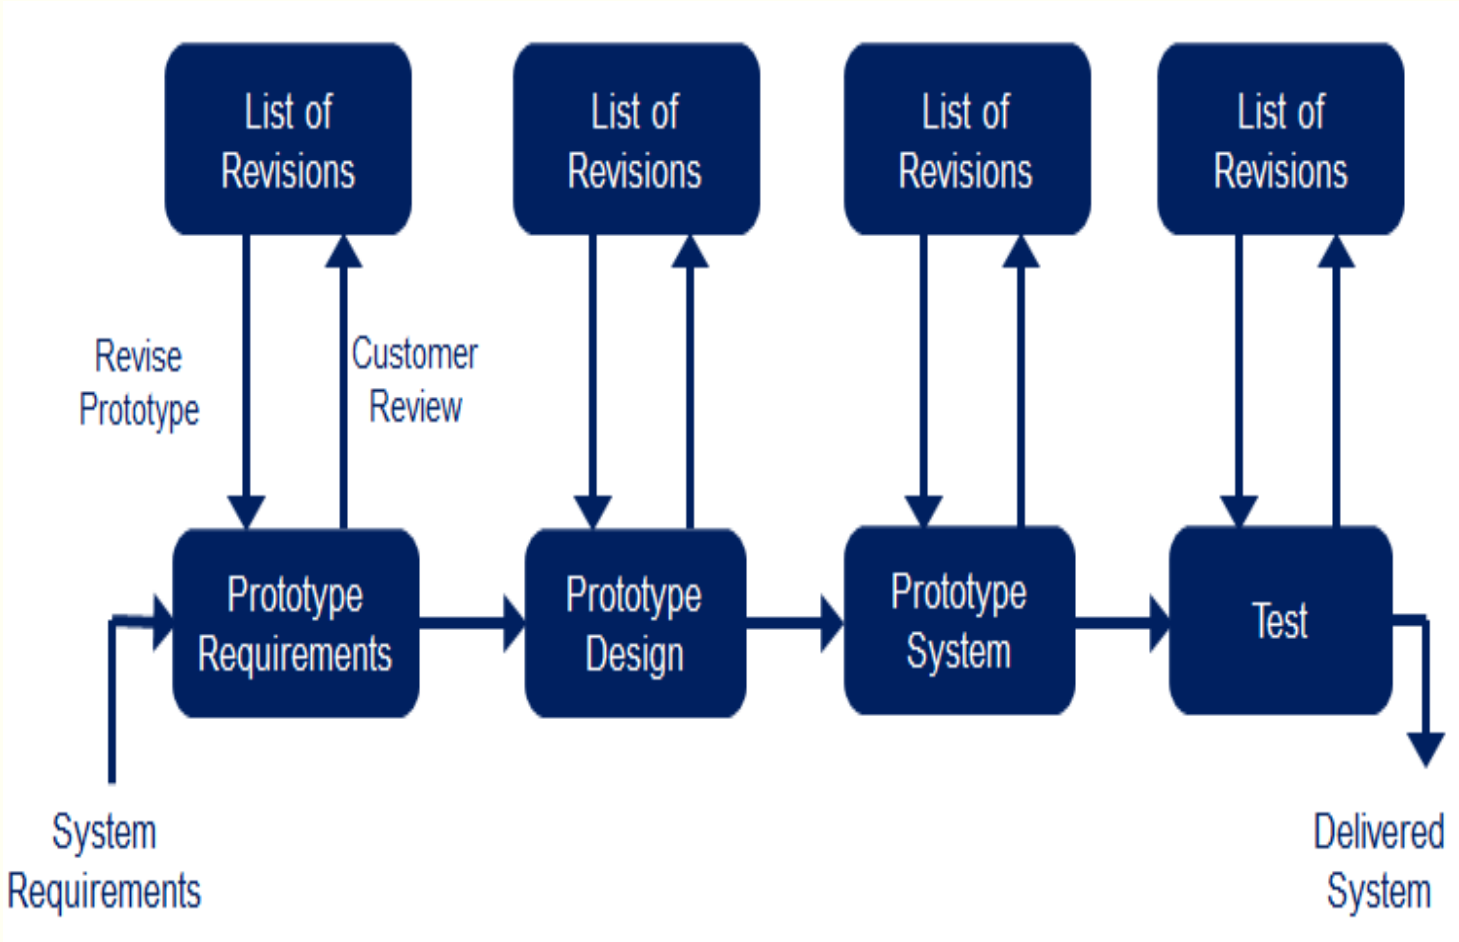 List of
Revisions
List of
Revisions
List of
Revisions
List of
Revisions
Revise
Prototype
Customer
Review
Prototype
Requirements
Prototype
Design
Prototype
System
Test
System
Requirements
Delivered
System